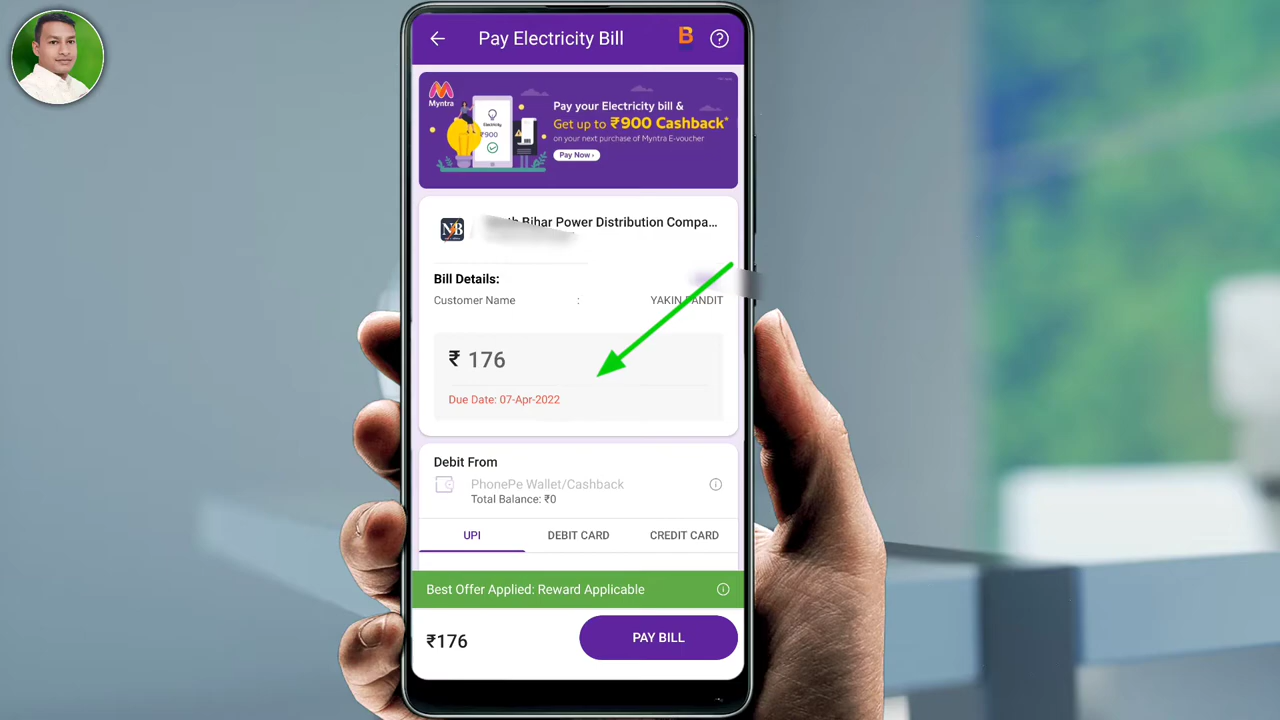 Pay Electricity Bill
B
Myntra
Pay your Electricity bill &
Get up to ₹900 Cashback*
on your next purchase of Myntra E-voucher
Pay Now ›
Electricity
₹900
NB
Bihar Power Distribution Compa...
Bill Details:
Customer Name : YAKIN PANDIT
₹ 176
Due Date: 07-Apr-2022
Debit From
PhonePe Wallet/Cashback
Total Balance: ₹0
UPI DEBIT CARD CREDIT CARD
Best Offer Applied: Reward Applicable
₹176 PAY BILL